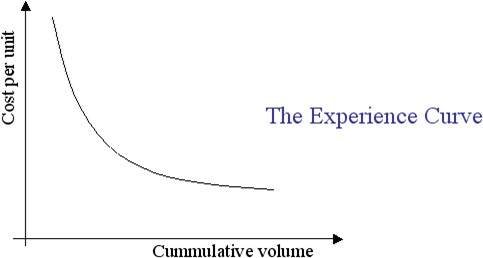 Cost per unit
The Experience Curve
Cummulative volume